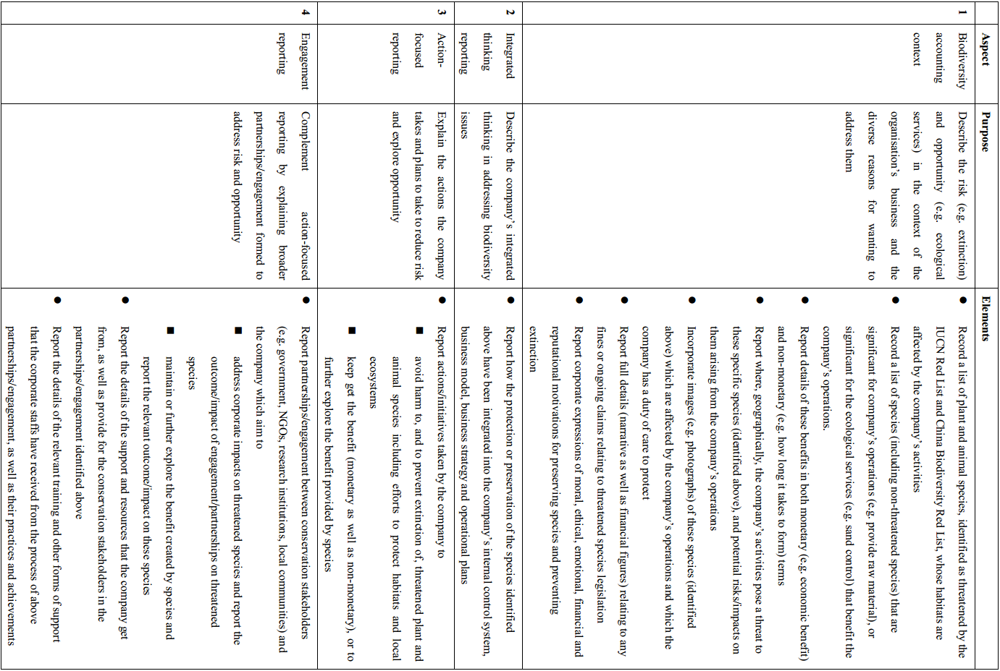 Aspect
Purpose
Elements
1
Biodiversity
accounting
context
Describe the risk (e.g. extinction)
and opportunity (e.g. ecological
services) in the context of the
organisation's business and the
diverse reasons for wanting to
address them
● Record a list of plant and animal species, identified as threatened by the
IUCN Red List and China Biodiversity Red List, whose habitats are
affected by the company's activities
● Record a list of species (including non-threatened species) that are
significant for company's operations (e.g. provide raw material), or
significant for the ecological services (e.g. sand control) that benefit the
company's operations.
● Report details of these benefits in both monetary (e.g. economic benefit)
and non-monetary (e.g. how long it takes to form) terms
● Report where, geographically, the company's activities pose a threat to
these specific species (identified above), and potential risks/impacts on
them arising from the company's operations
● Incorporate images (e.g. photographs) of these species (identified
above) which are affected by the company's operations and which the
company has a duty of care to protect
● Report full details (narrative as well as financial figures) relating to any
fines or ongoing claims relating to threatened species legislation
● Report corporate expressions of moral, ethical, emotional, financial and
reputational motivations for preserving species and preventing
extinction
2
Integrated
thinking
reporting
Describe the company's integrated
thinking in addressing biodiversity
issues
● Report how the protection or preservation of the species identified
above have been integrated into the company's internal control system,
business model, business strategy and operational plans
3
Action-
focused
reporting
Explain the actions the company
takes and plans to take to reduce risk
and explore opportunity
● Report actions/initiatives taken by the company to
■ avoid harm to, and to prevent extinction of, threatened plant and
animal species including efforts to protect habitats and local
ecosystems
■ keep get the benefit (monetary as well as non-monetary), or to
further explore the benefit provided by species
4
Engagement
reporting
Complement action-focused
reporting by explaining broader
partnerships/engagement formed to
address risk and opportunity
● Report partnerships/engagement between conservation stakeholders
(e.g. government, NGOs, research institutions, local communities) and
the company which aim to
■ address corporate impacts on threatened species and report the
outcome/impact of engagement/partnerships on threatened
species
■ maintain or further explore the benefit created by species and
report the relevant outcome/impact on these species
● Report the details of the support and resources that the company get
from, as well as provide for the conservation stakeholders in the
partnerships/engagement identified above
● Report the details of the relevant training and other forms of support
that the corporate staffs have received from the process of above
partnerships/engagement, as well as their practices and achievements